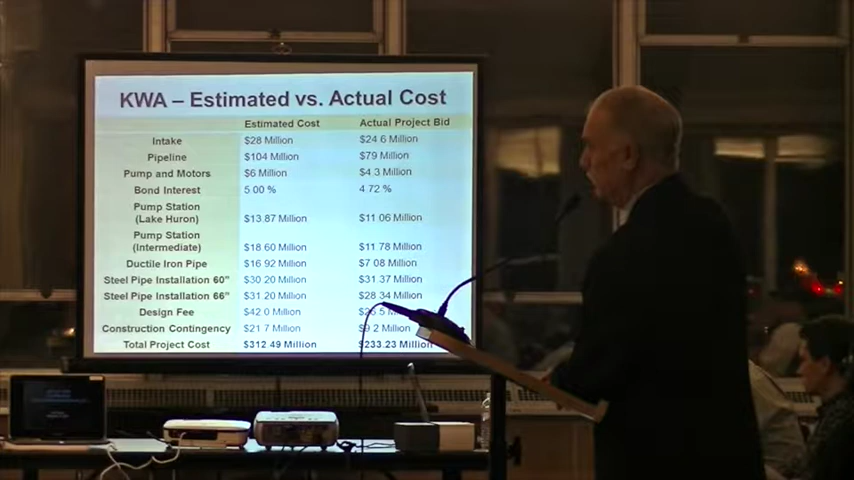 KWA – Estimated vs. Actual Cost
Estimated Cost Actual Project Bid
Intake $28 Million $24 6 Million
Pipeline $104 Million $79 Million
Pump and Motors $6 Million $4 3 Million
Bond Interest 5 00 % 4 72 %
Pump Station
(Lake Huron) $13.87 Million $11 06 Million
Pump Station
(Intermediate) $18 60 Million $11 78 Million
Ductile Iron Pipe $16 92 Million $7 08 Million
Steel Pipe Installation 60" $30 20 Million $31 37 Million
Steel Pipe Installation 66" $31 20 Million $28 34 Million
Design Fee $42 0 Million
Construction Contingency $21 7 Million 2 Million
Total Project Cost $312 49 Million $233.23 Million